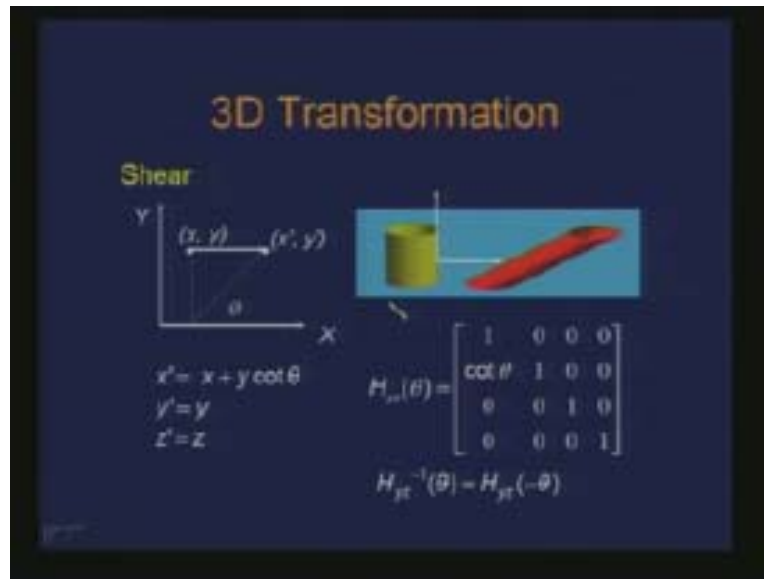 3D Transformation
Shear
Y
(x, y) (x', y')
θ
X
x' = x + y cot θ
y' = y
z' = z
(θ) =
1 0 0 0
cot θ 1 0 0
0 0 1 0
0 0 0 1
H⁻¹(θ) = H(-θ)